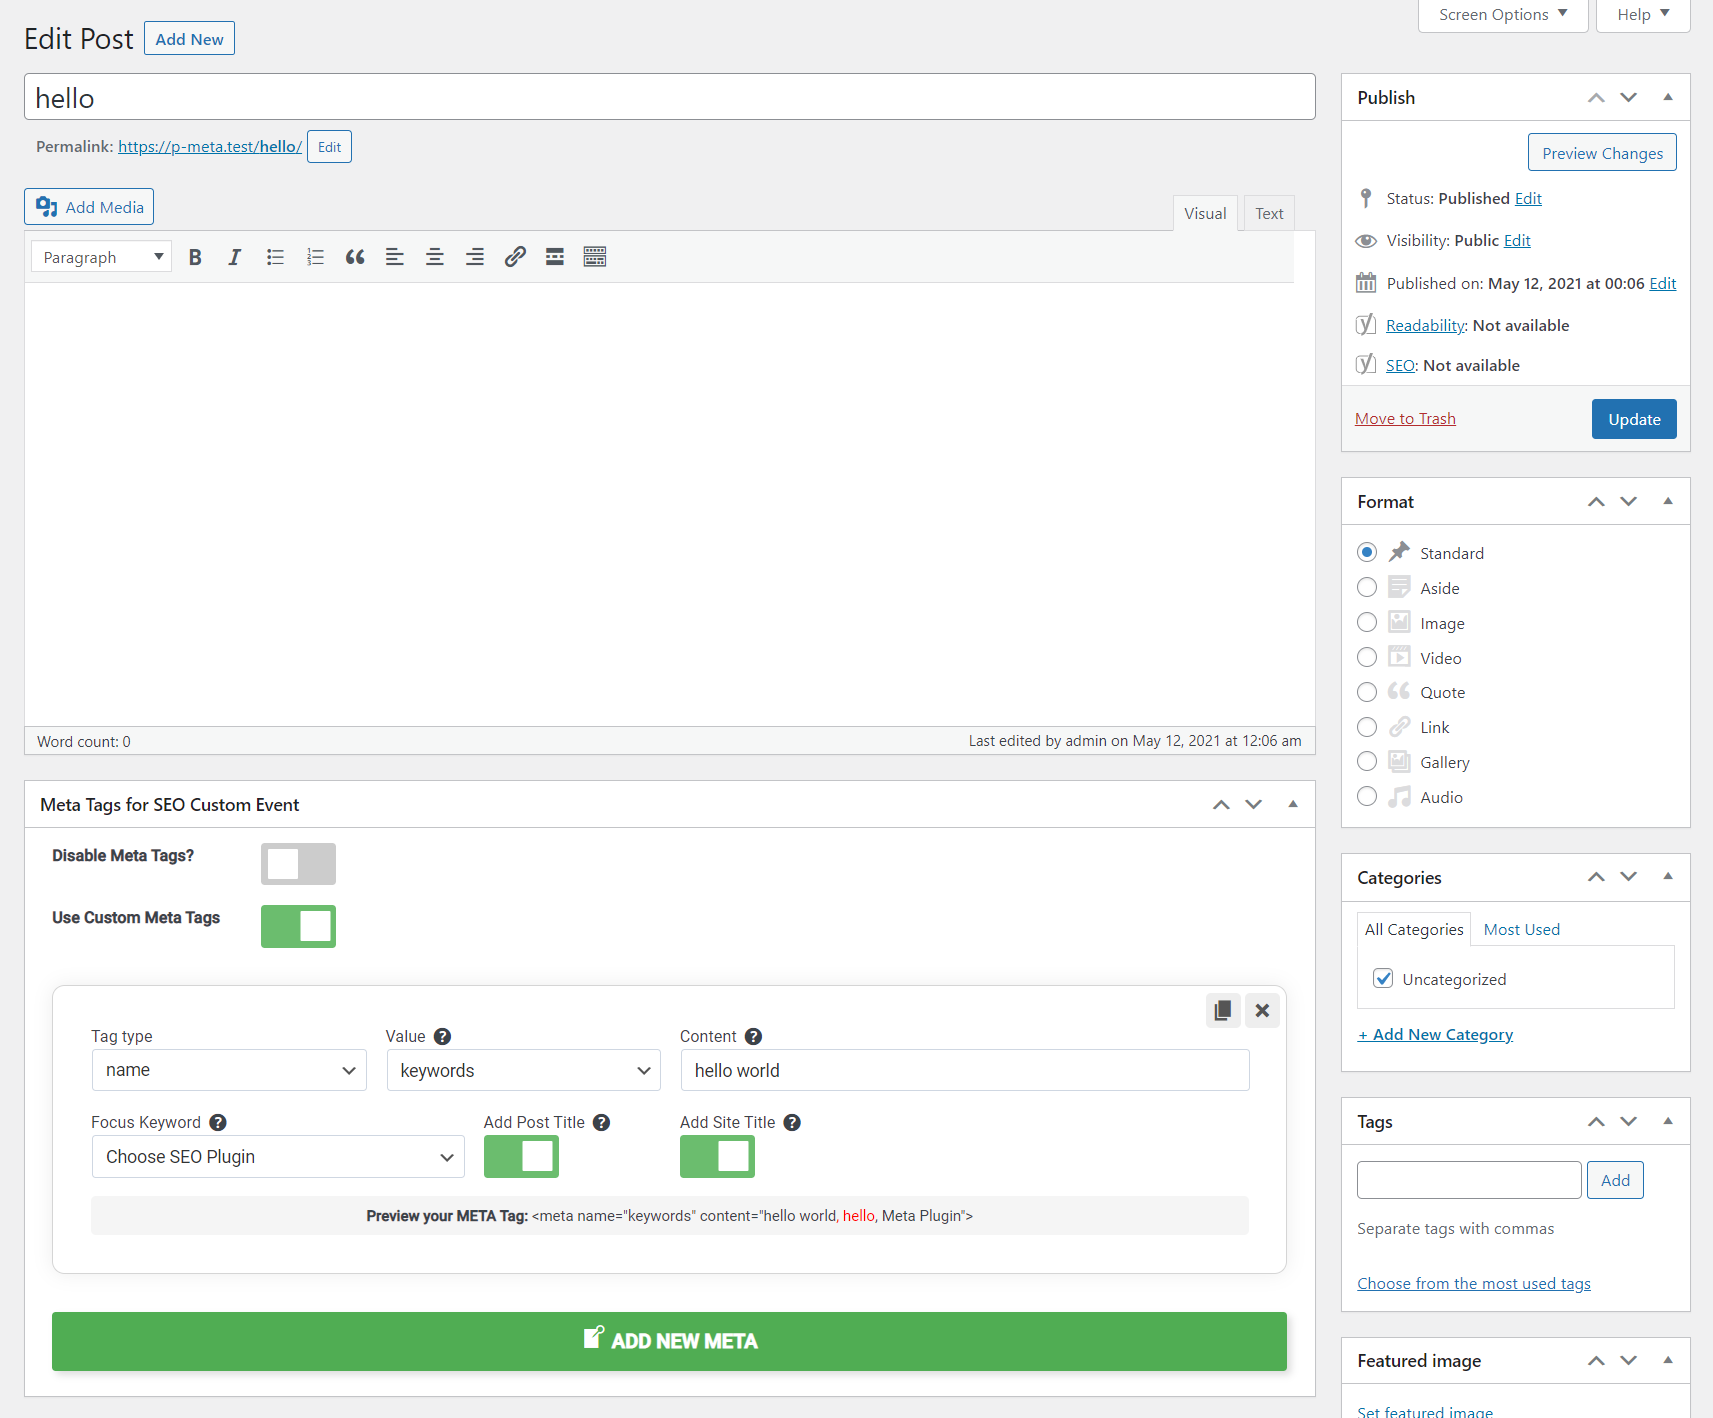 Screen Options
Help
Edit Post
Add New
hello
Permalink: https://p-meta.test/hello/
Edit
Add Media
Visual
Text
Paragraph
Word count: 0
Last edited by admin on May 12, 2021 at 12:06 am
Meta Tags for SEO Custom Event
Disable Meta Tags?
Use Custom Meta Tags
Tag type
Value
Content
name
keywords
hello world
Focus Keyword
Add Post Title
Add Site Title
Choose SEO Plugin
Preview your META Tag: <meta name="keywords" content="hello world, hello, Meta Plugin">
ADD NEW META
Publish
Preview Changes
Status: Published Edit
Visibility: Public Edit
Published on: May 12, 2021 at 00:06 Edit
Readability: Not available
SEO: Not available
Move to Trash
Update
Format
Standard
Aside
Image
Video
Quote
Link
Gallery
Audio
Categories
All Categories
Most Used
Uncategorized
+ Add New Category
Tags
Add
Separate tags with commas
Choose from the most used tags
Featured image
Set featured image